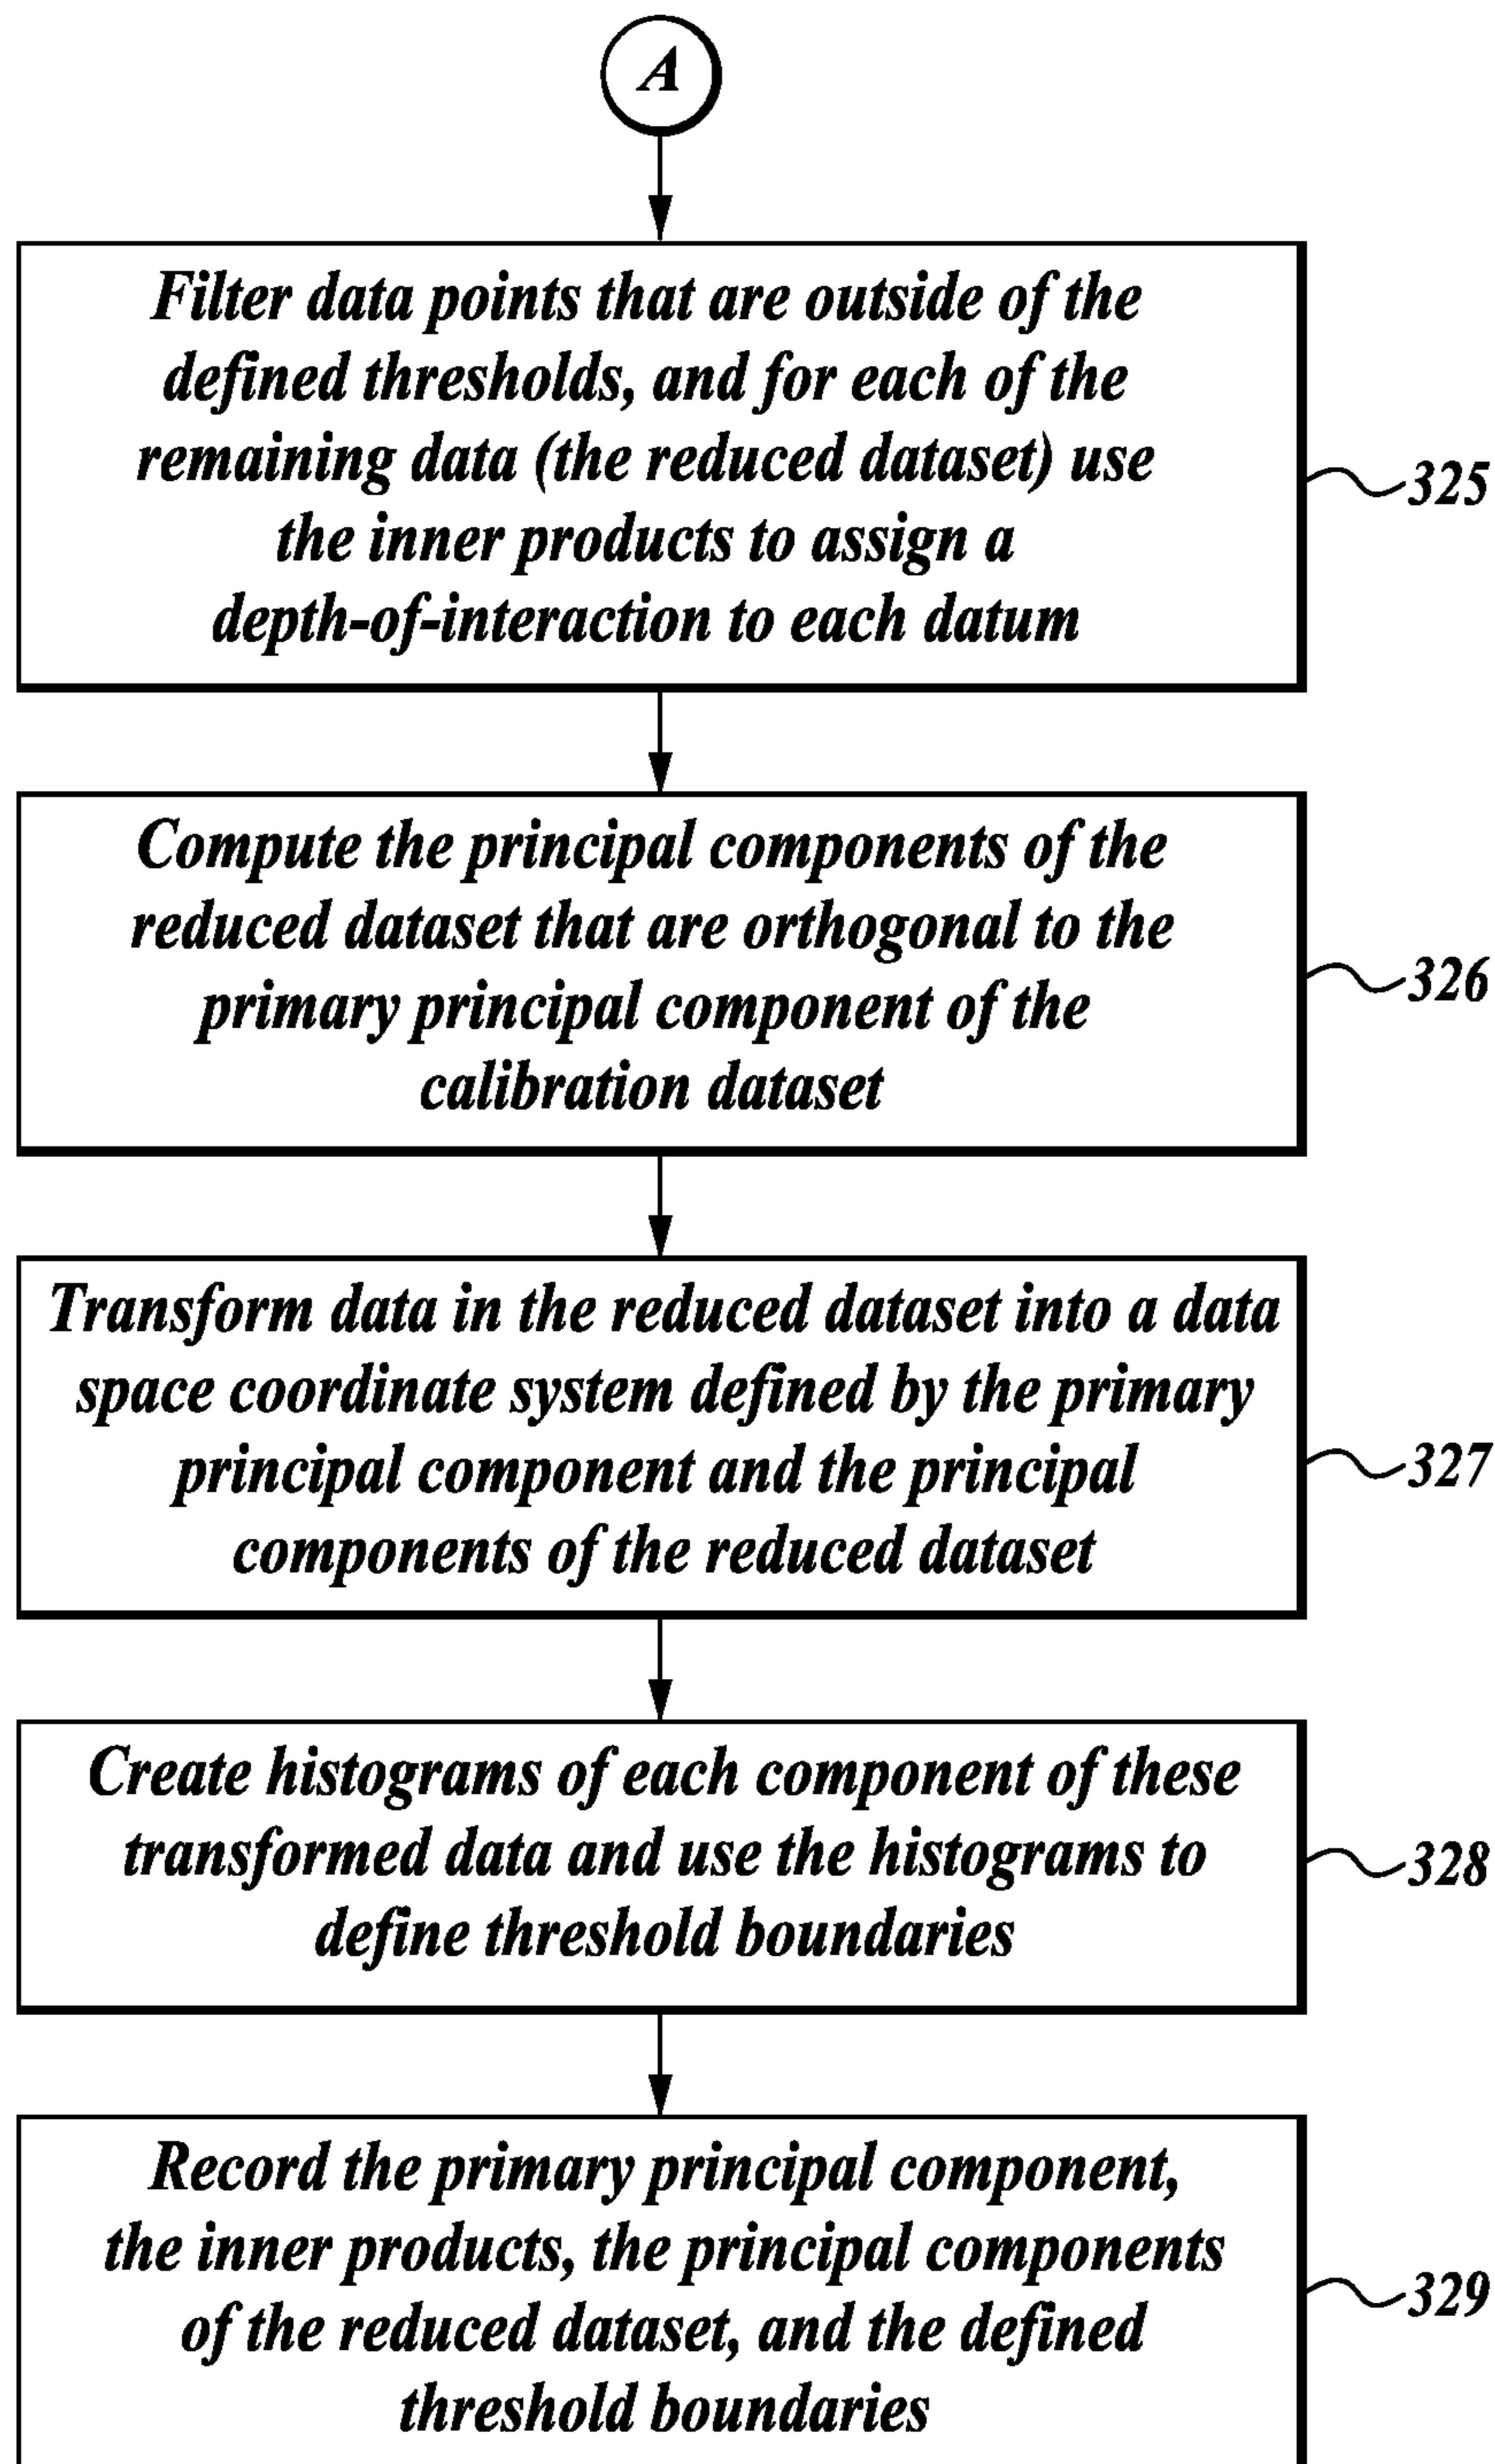 A
Filter data points that are outside of the
defined thresholds, and for each of the
remaining data (the reduced dataset) use
the inner products to assign a
depth-of-interaction to each datum
325
Compute the principal components of the
reduced dataset that are orthogonal to the
primary principal component of the
calibration dataset
326
Transform data in the reduced dataset into a data
space coordinate system defined by the primary
principal component and the principal
components of the reduced dataset
327
Create histograms of each component of these
transformed data and use the histograms to
define threshold boundaries
328
Record the primary principal component,
the inner products, the principal components
of the reduced dataset, and the defined
threshold boundaries
329